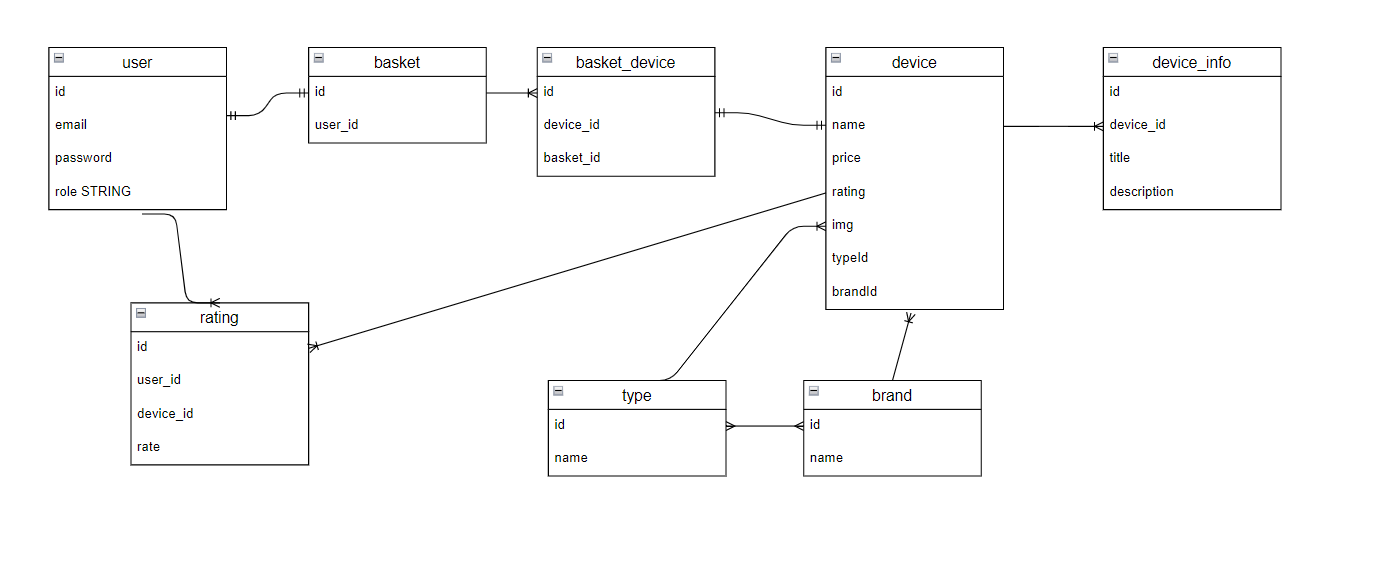 user
id
email
password
role STRING
basket
id
user_id
basket_device
id
device_id
basket_id
device
id
name
price
rating
img
typeId
brandId
device_info
id
device_id
title
description
rating
id
user_id
device_id
rate
type
id
name
brand
id
name